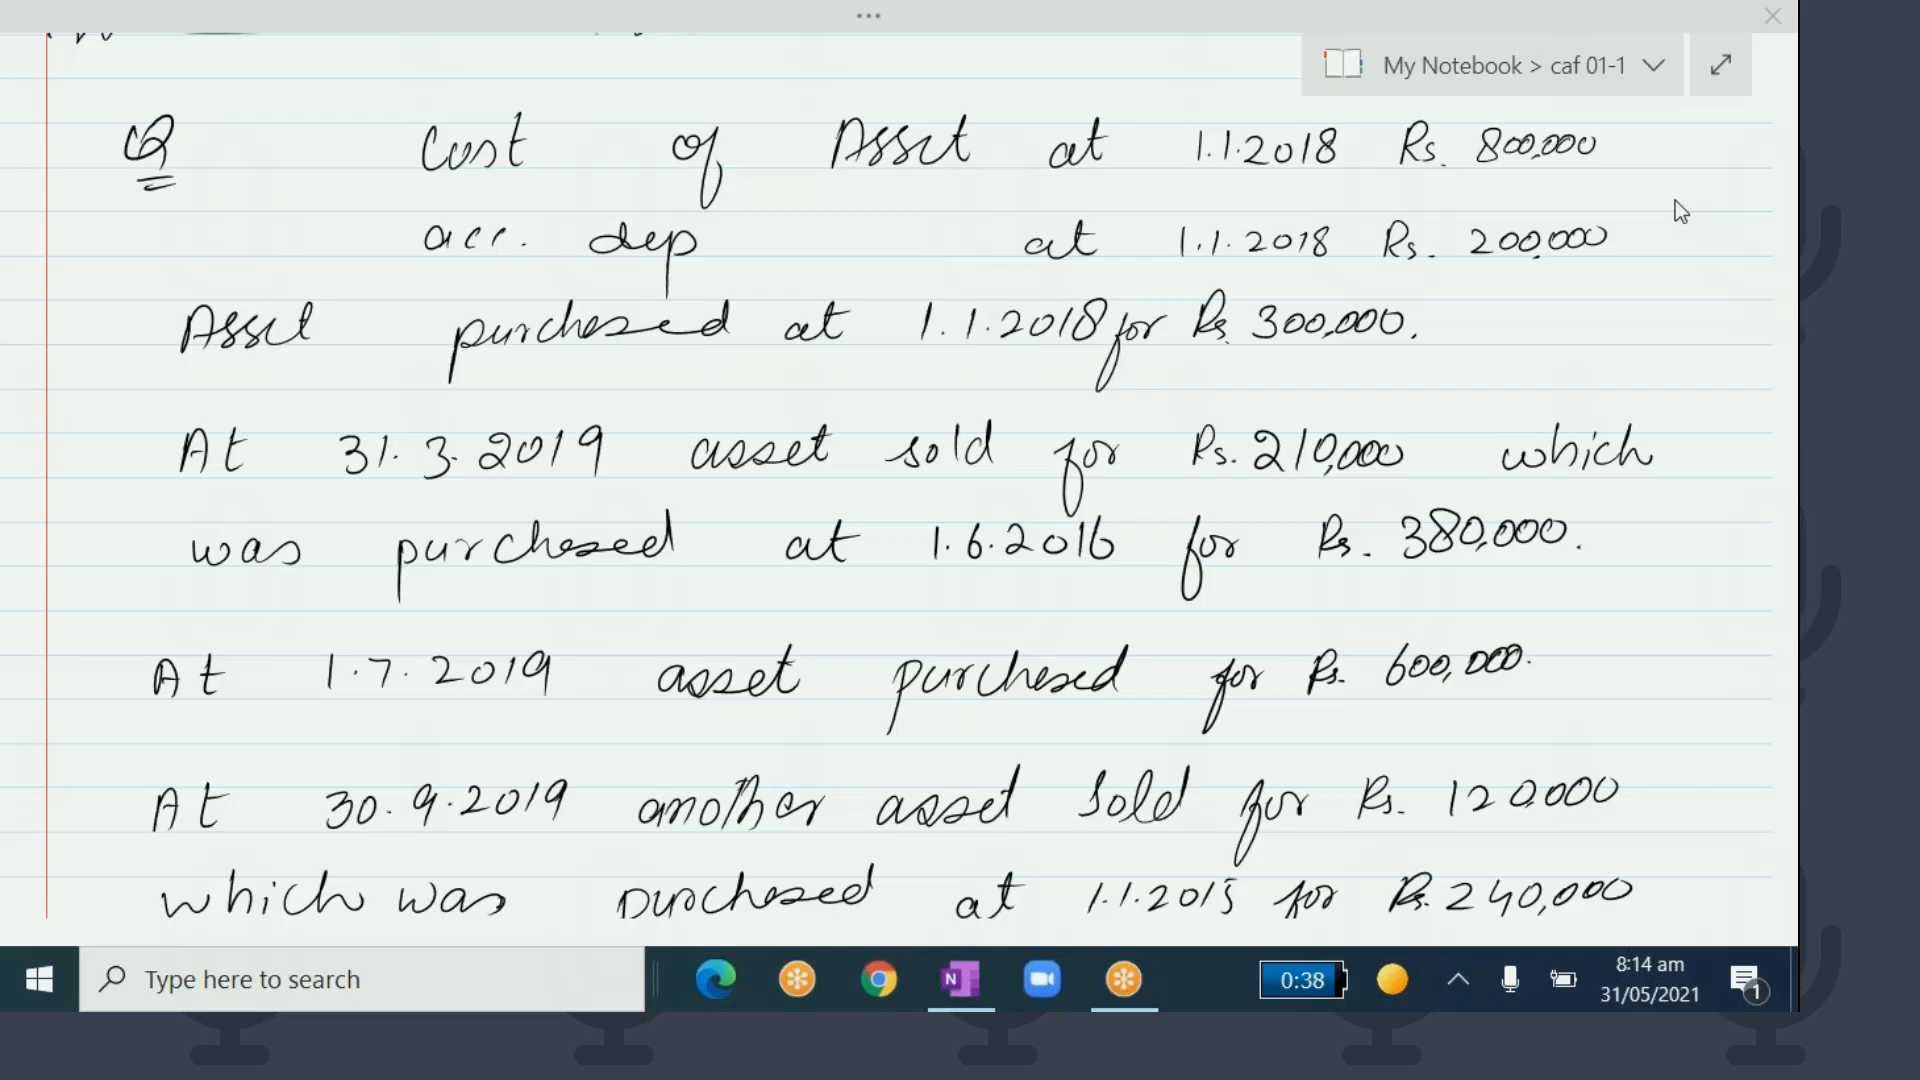 My Notebook > caf 01-1
Q Cost of Asset at 1.1.2018 Rs. 800,000
acc. dep at 1.1.2018 Rs. 200,000
Asset purchased at 1.1.2018 for Rs. 300,000.
At 31.3.2019 asset sold for Rs. 210,000 which
was purchased at 1.6.2016 for Rs. 380,000.
At 1.7.2019 asset purchased for Rs. 600,000.
At 30.9.2019 another asset sold for Rs. 120,000
which was purchased at 1.1.2015 for Rs. 240,000
Type here to search
N
0:38
8:14 am
31/05/2021
1